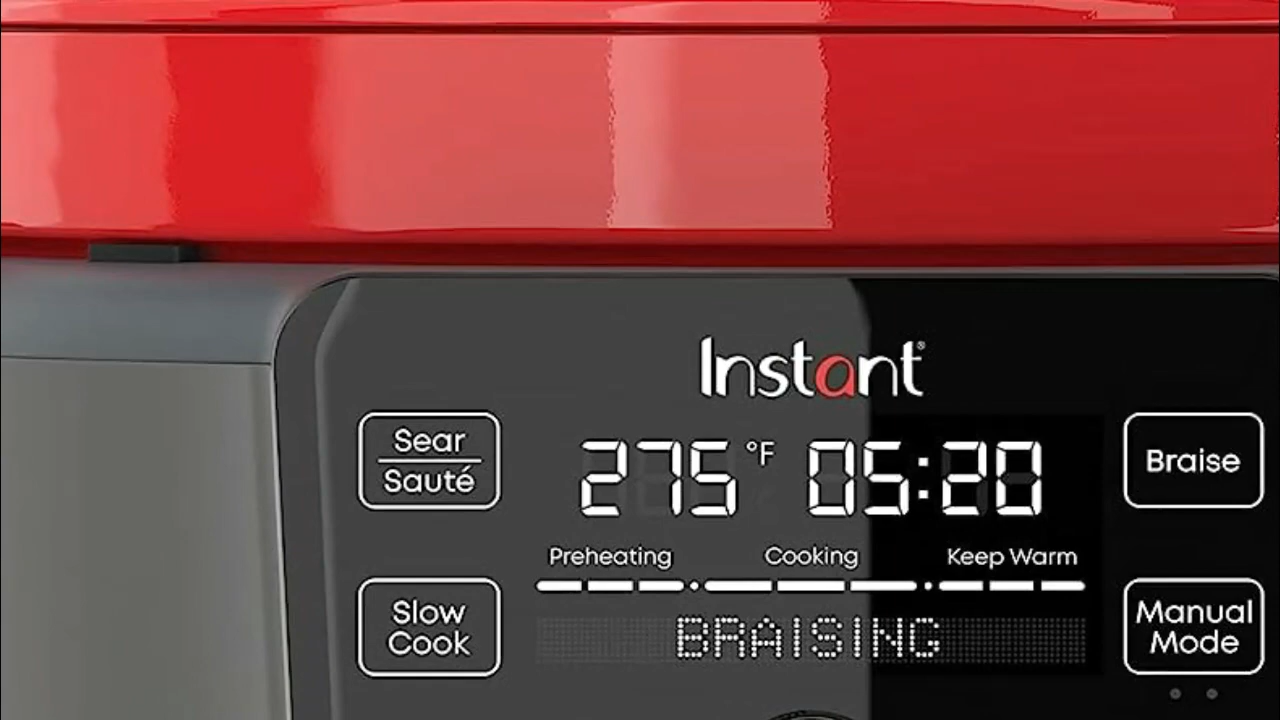 Instant®
Sear
Sauté
275 °F 05:20
Braise
Preheating Cooking Keep Warm
Slow
Cook
BRAISING
Manual
Mode